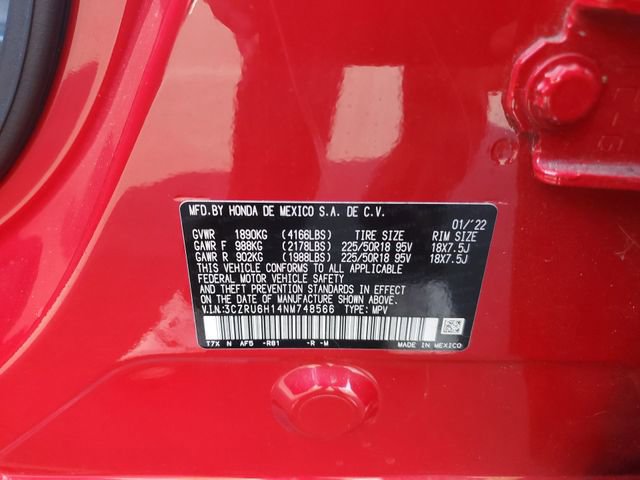 MFD.BY HONDA DE MEXICO S.A. DE C.V.
01/'22
GVWR 1890KG (4166LBS) TIRE SIZE RIM SIZE
GAWR F 988KG (2178LBS) 225/50R18 95V 18X7.5J
GAWR R 902KG (1988LBS) 225/50R18 95V 18X7.5J
THIS VEHICLE CONFORMS TO ALL APPLICABLE
FEDERAL MOTOR VEHICLE SAFETY
AND THEFT PREVENTION STANDARDS IN EFFECT
ON THE DATE OF MANUFACTURE SHOWN ABOVE.
V.I.N:3CZRU6H14NM748566 TYPE: MPV
T7X N AF5 -R81 -R -M MADE IN MEXICO